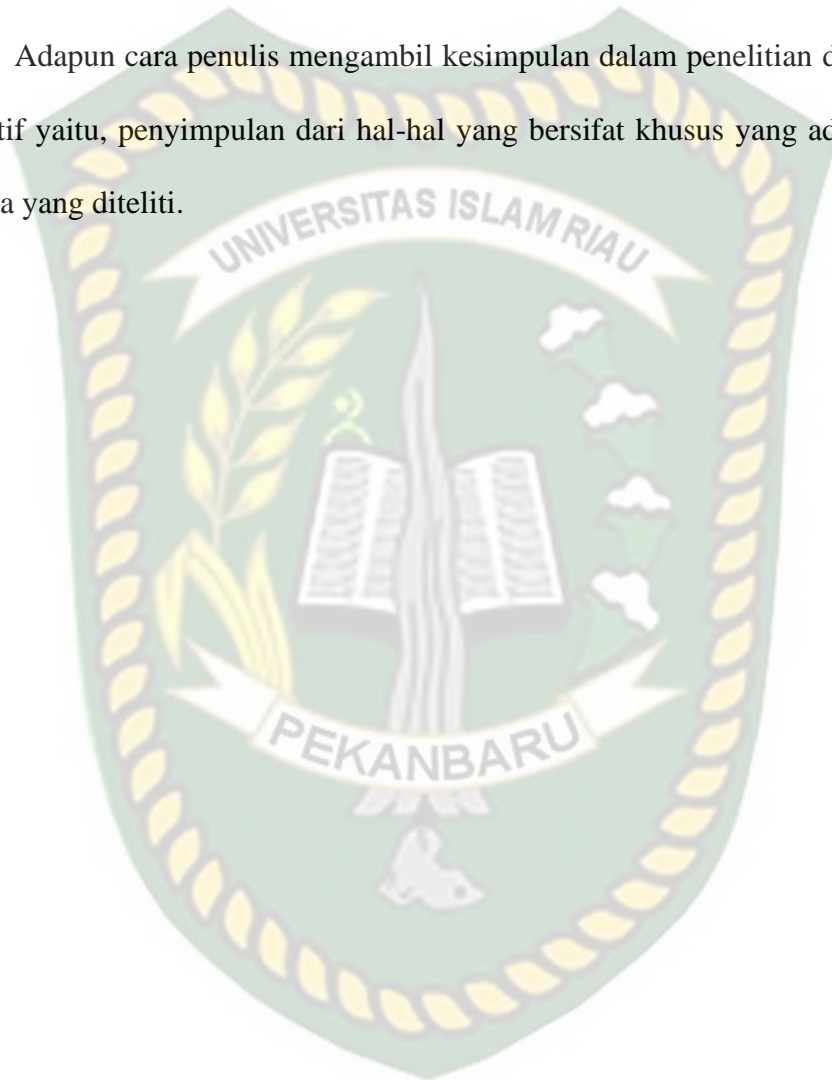 Adapun cara penulis mengambil kesimpulan dalam penelitian d
tif yaitu, penyimpulan dari hal-hal yang bersifat khusus yang ad
a yang diteliti.
UNIVERSITAS ISLAM RIAU
PEKANBARU